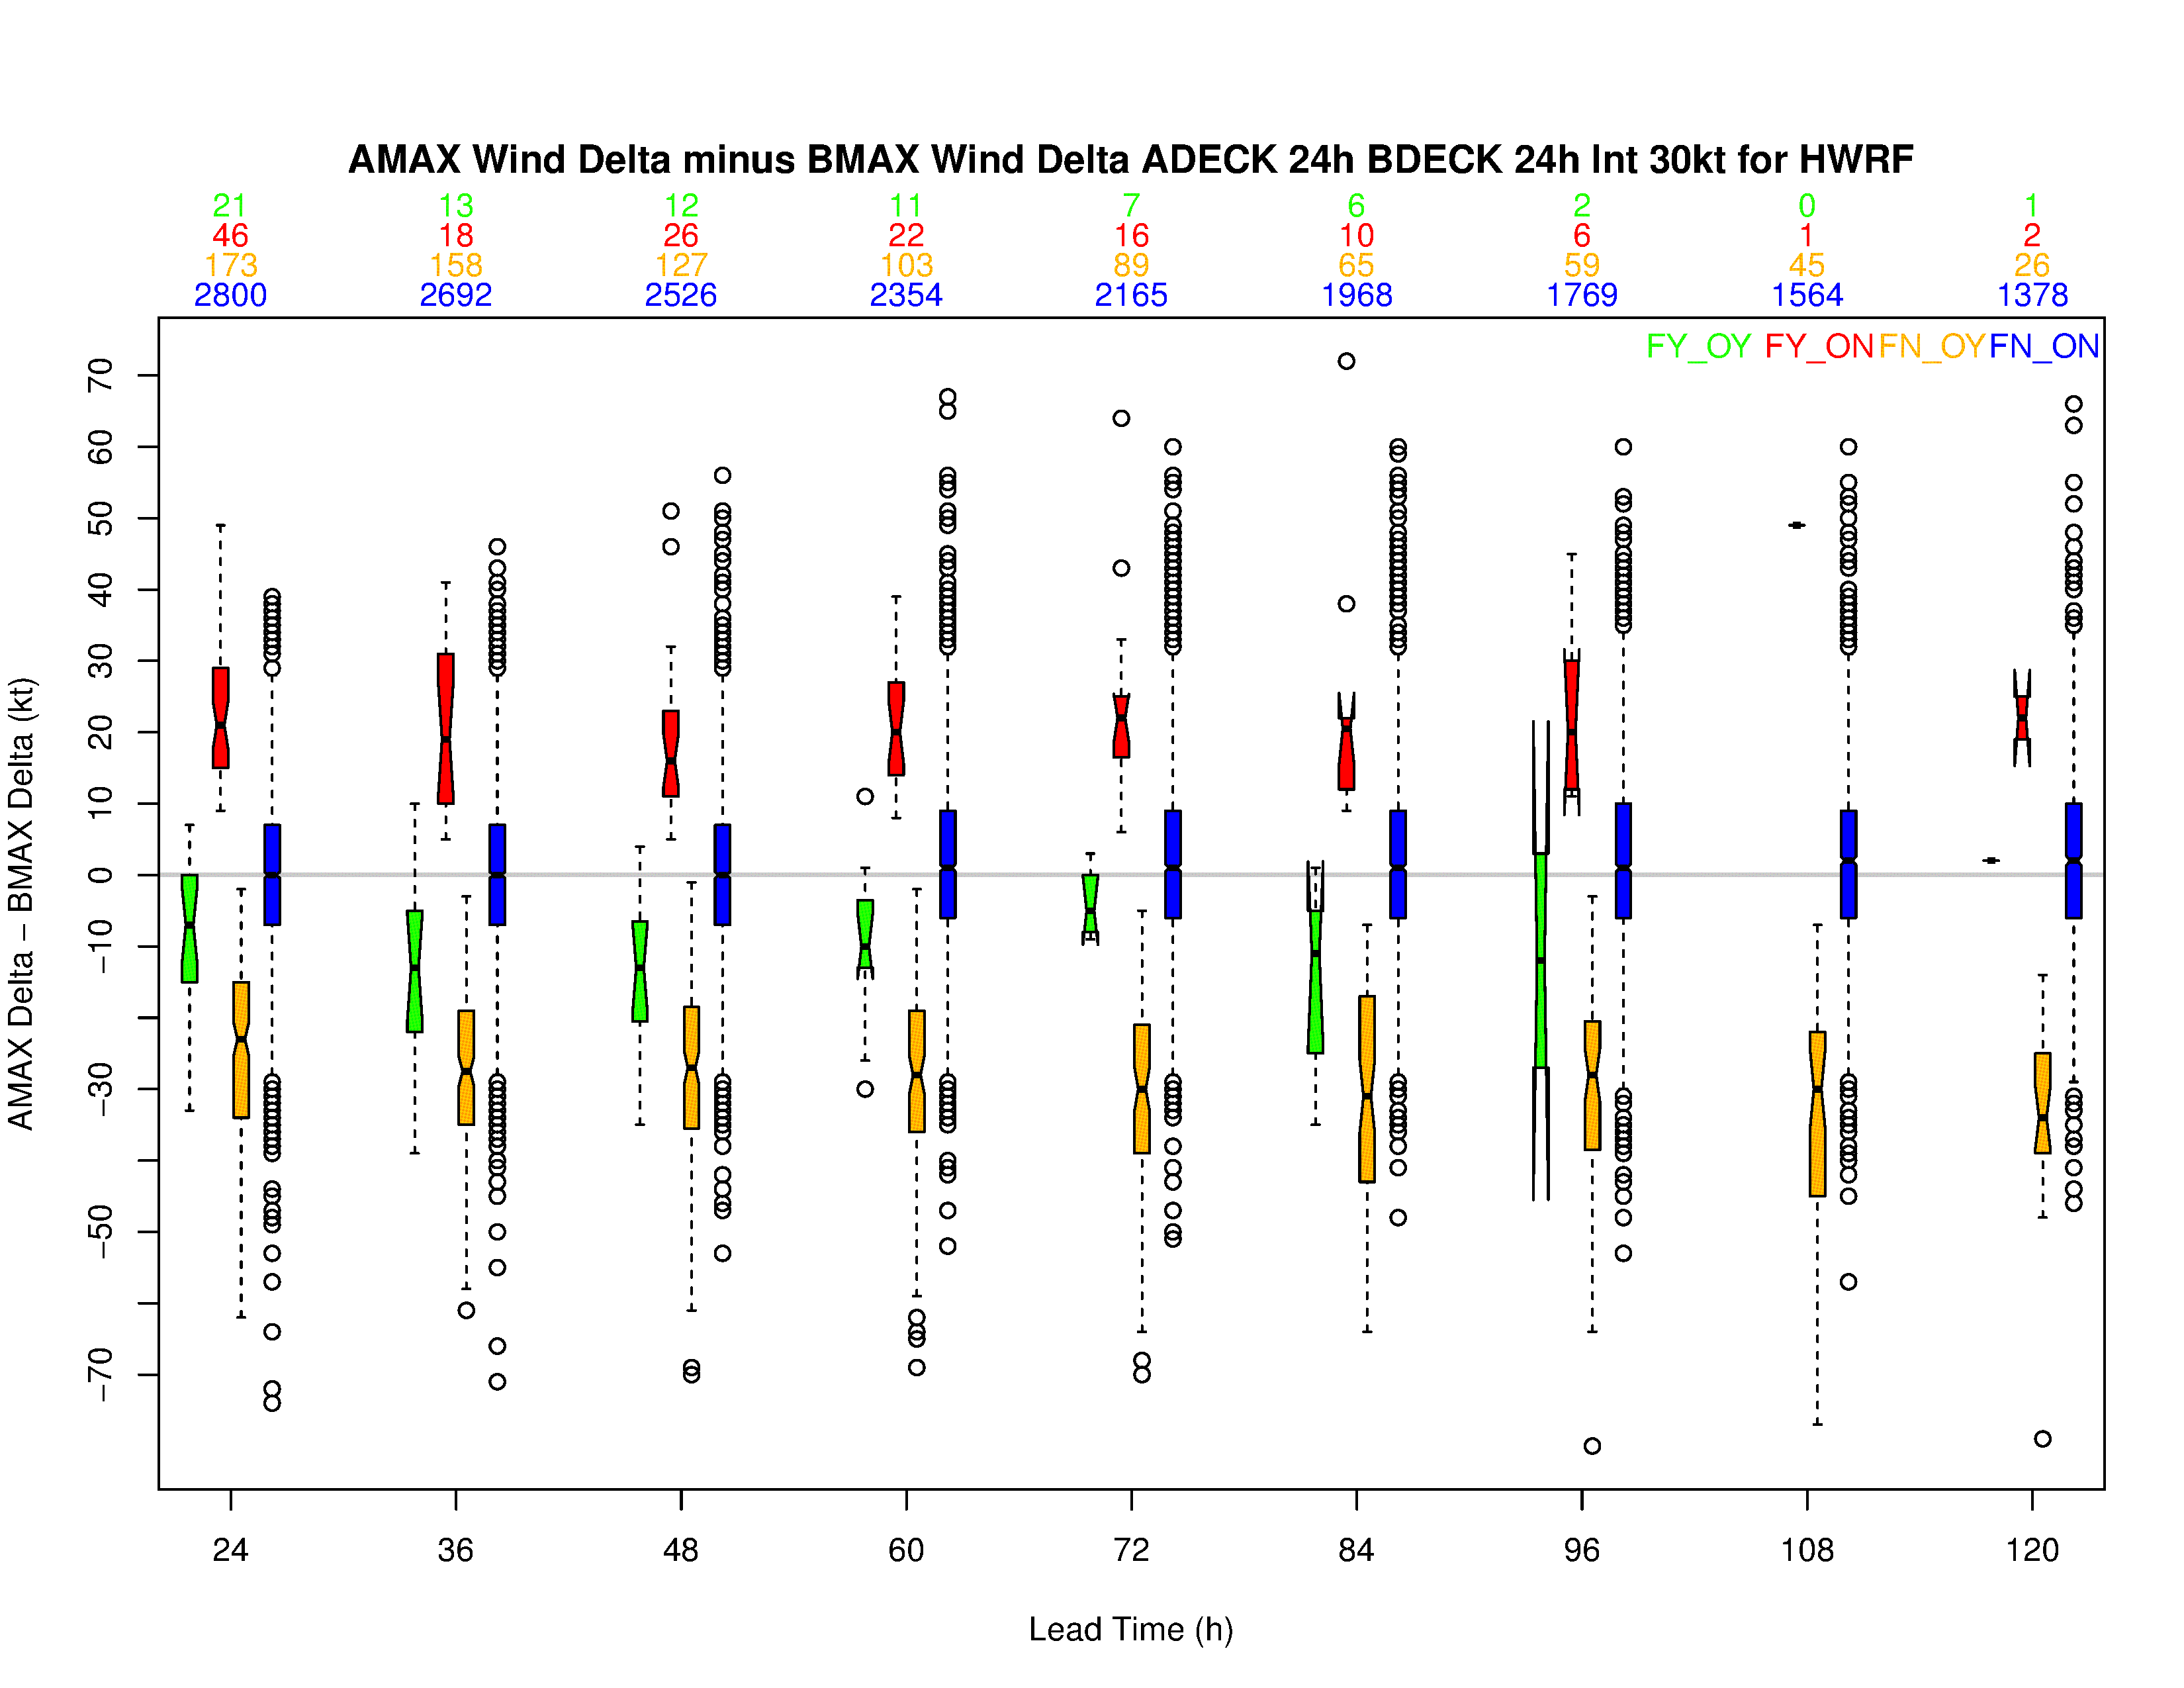 AMAX Wind Delta minus BMAX Wind Delta ADECK 24h BDECK 24h Int 30kt for HWRF
21 13 12 11 7 6 2 0 1
46 18 26 22 16 10 6 1 2
173 158 127 103 89 65 59 45 26
2800 2692 2526 2354 2165 1968 1769 1564 1378
FY_OY FY_ON FN_OY FN_ON
70
60
50
40
30
20
10
0
−10
−30
−50
−70
AMAX Delta − BMAX Delta (kt)
24 36 48 60 72 84 96 108 120
Lead Time (h)